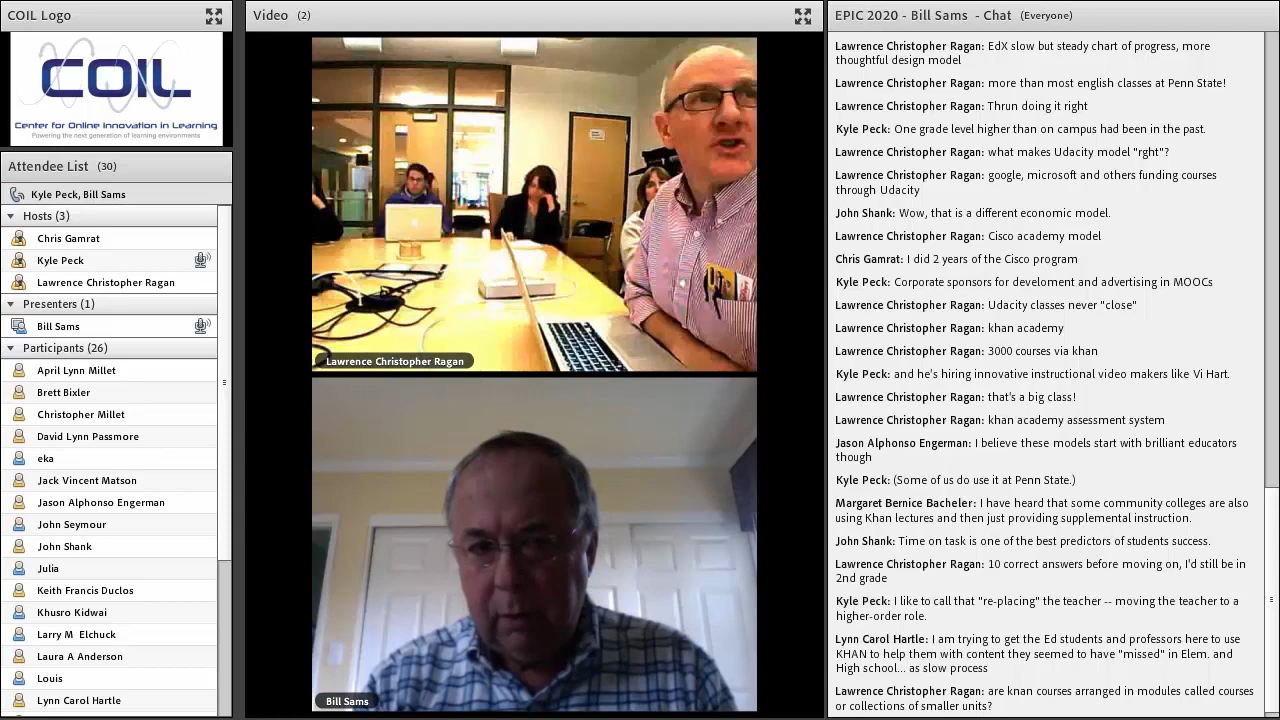 COIL Logo
COIL
Center for Online Innovation in Learning
Powering the next generation of learning environments
Attendee List (30)
Kyle Peck, Bill Sams
Hosts (3)
Chris Gamrat
Kyle Peck
Lawrence Christopher Ragan
Presenters (1)
Bill Sams
Participants (26)
April Lynn Millet
Brett Bixler
Christopher Millet
David Lynn Passmore
eka
Jack Vincent Matson
Jason Alphonso Engerman
John Seymour
John Shank
Julia
Keith Francis Duclos
Khusro Kidwai
Larry M Elchuck
Laura A Anderson
Louis
Lynn Carol Hartle
Video (2)
Lawrence Christopher Ragan
Bill Sams
EPIC 2020 - Bill Sams - Chat (Everyone)
Lawrence Christopher Ragan: EdX slow but steady chart of progress, more
thoughtful design model
Lawrence Christopher Ragan: more than most english classes at Penn State!
Lawrence Christopher Ragan: Thrun doing it right
Kyle Peck: One grade level higher than on campus had been in the past.
Lawrence Christopher Ragan: what makes Udacity model "rght"?
Lawrence Christopher Ragan: google, microsoft and others funding courses
through Udacity
John Shank: Wow, that is a different economic model.
Lawrence Christopher Ragan: Cisco academy model
Chris Gamrat: I did 2 years of the Cisco program
Kyle Peck: Corporate sponsors for develoment and advertising in MOOCs
Lawrence Christopher Ragan: Udacity classes never "close"
Lawrence Christopher Ragan: khan academy
Lawrence Christopher Ragan: 3000 courses via khan
Kyle Peck: and he's hiring innovative instructional video makers like Vi Hart.
Lawrence Christopher Ragan: that's a big class!
Lawrence Christopher Ragan: khan academy assessment system
Jason Alphonso Engerman: I believe these models start with brilliant educators
though
Kyle Peck: (Some of us do use it at Penn State.)
Margaret Bernice Bacheler: I have heard that some community colleges are also
using Khan lectures and then just providing supplemental instruction.
John Shank: Time on task is one of the best predictors of students success.
Lawrence Christopher Ragan: 10 correct answers before moving on, I'd still be in
2nd grade
Kyle Peck: I like to call that "re-placing" the teacher -- moving the teacher to a
higher-order role.
Lynn Carol Hartle: I am trying to get the Ed students and professors here to use
KHAN to help them with content they seemed to have "missed" in Elem. and
High school... as slow process
Lawrence Christopher Ragan: are khan courses arranged in modules called courses
or collections of smaller units?